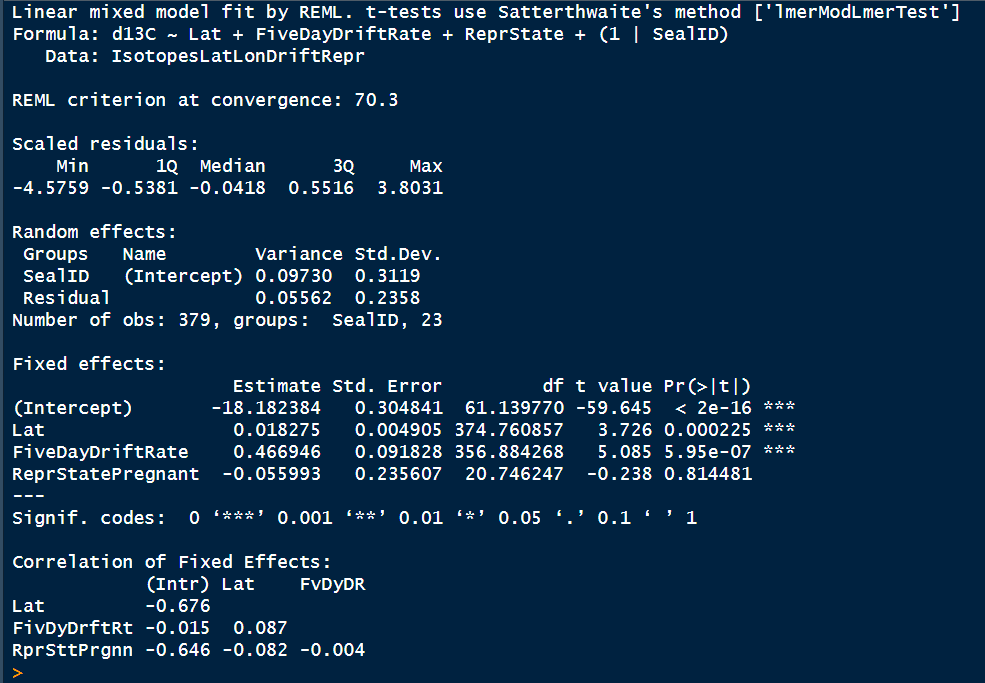 Linear mixed model fit by REML. t-tests use Satterthwaite's method ['lmerModLmerTest']
Formula: d13C ~ Lat + FiveDayDriftRate + ReprState + (1 | SealID)
   Data: IsotopesLatLonDriftRepr

REML criterion at convergence: 70.3

Scaled residuals:
    Min      1Q  Median      3Q     Max
-4.5759 -0.5381 -0.0418  0.5516  3.8031

Random effects:
 Groups   Name        Variance Std.Dev.
 SealID   (Intercept) 0.09730  0.3119
 Residual             0.05562  0.2358
Number of obs: 379, groups:  SealID, 23

Fixed effects:
                    Estimate Std. Error         df t value Pr(>|t|)
(Intercept)       -18.182384   0.304841  61.139770 -59.645  < 2e-16 ***
Lat                 0.018275   0.004905 374.760857   3.726 0.000225 ***
FiveDayDriftRate    0.466946   0.091828 356.884268   5.085 5.95e-07 ***
ReprStatePregnant  -0.055993   0.235607  20.746247  -0.238 0.814481
---
Signif. codes:  0 ‘***’ 0.001 ‘**’ 0.01 ‘*’ 0.05 ‘.’ 0.1 ‘ ’ 1

Correlation of Fixed Effects:
            (Intr) Lat    FvDyDR
Lat         -0.676
FivDyDrftRt -0.015  0.087
RprSttPrgnn -0.646 -0.082 -0.004
>